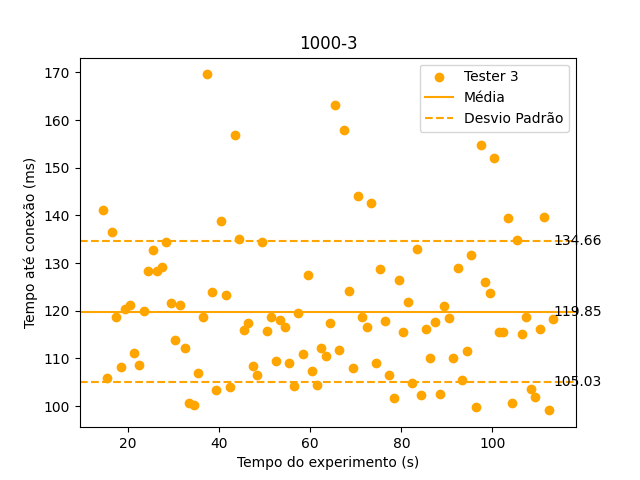 1000-3
Tempo até conexão (ms)
170
160
150
140
130
120
110
100
Tester 3
Média
Desvio Padrão
134.66
119.85
105.03
20 40 60 80 100
Tempo do experimento (s)